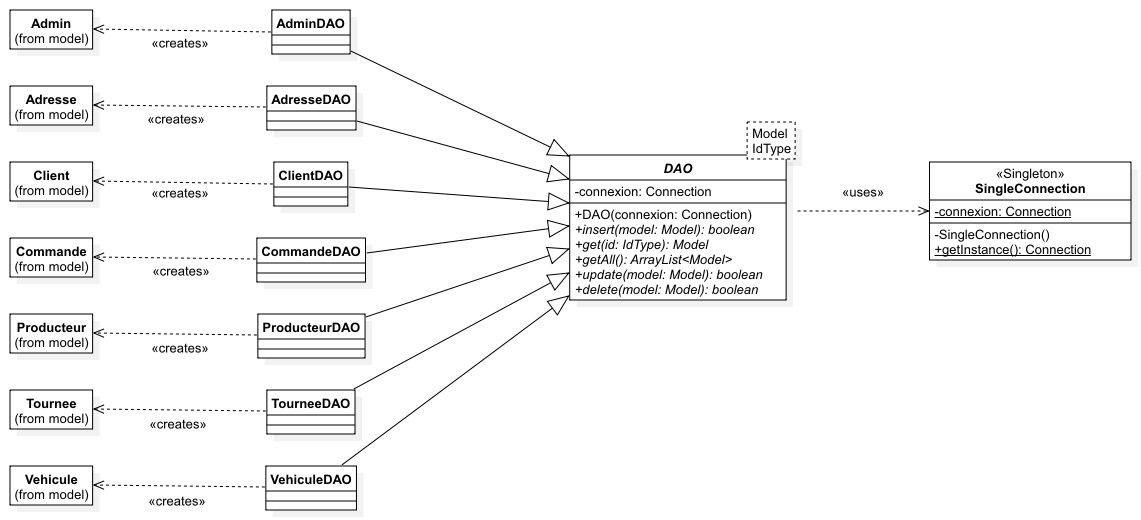 Admin
(from model)
«creates»
AdminDAO
Adresse
(from model)
«creates»
AdresseDAO
Client
(from model)
«creates»
ClientDAO
Commande
(from model)
«creates»
CommandeDAO
Producteur
(from model)
«creates»
ProducteurDAO
Tournee
(from model)
«creates»
TourneeDAO
Vehicule
(from model)
«creates»
VehiculeDAO
Model
IdType
DAO
-connexion: Connection
+DAO(connexion: Connection)
+insert(model: Model): boolean
+get(id: IdType): Model
+getAll(): ArrayList<Model>
+update(model: Model): boolean
+delete(model: Model): boolean
«uses»
«Singleton»
SingleConnection
-connexion: Connection
-SingleConnection()
+getInstance(): Connection